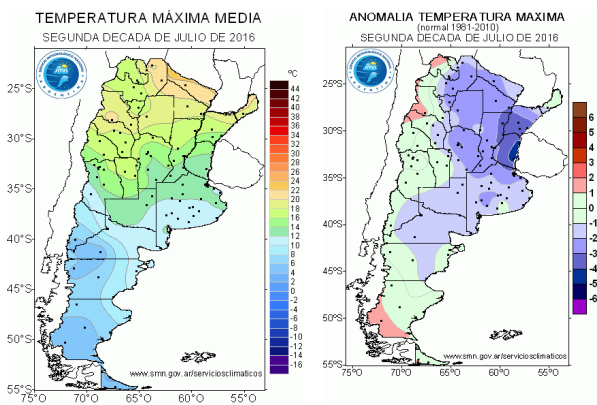 TEMPERATURA MÁXIMA MEDIA
SEGUNDA DECADA DE JULIO DE 2016
smn
ºC
44
42
40
38
36
34
32
30
28
26
24
22
20
18
16
14
12
10
8
6
4
2
0
-2
-4
-6
-8
-10
-12
-14
-16
25°S
30°S
35°S
40°S
45°S
50°S
55°S
75°W
70°W
65°W
60°W
55°W
www.smn.gov.ar/serviciosclimaticos
ANOMALIA TEMPERATURA MAXIMA
(normal 1981-2010)
SEGUNDA DECADA DE JULIO DE 2016
smn
6
5
4
3
2
1
0
-1
-2
-3
-4
-5
-6
25°S
30°S
35°S
40°S
45°S
50°S
55°S
75°W
70°W
65°W
60°W
55°W
www.smn.gov.ar/serviciosclimaticos